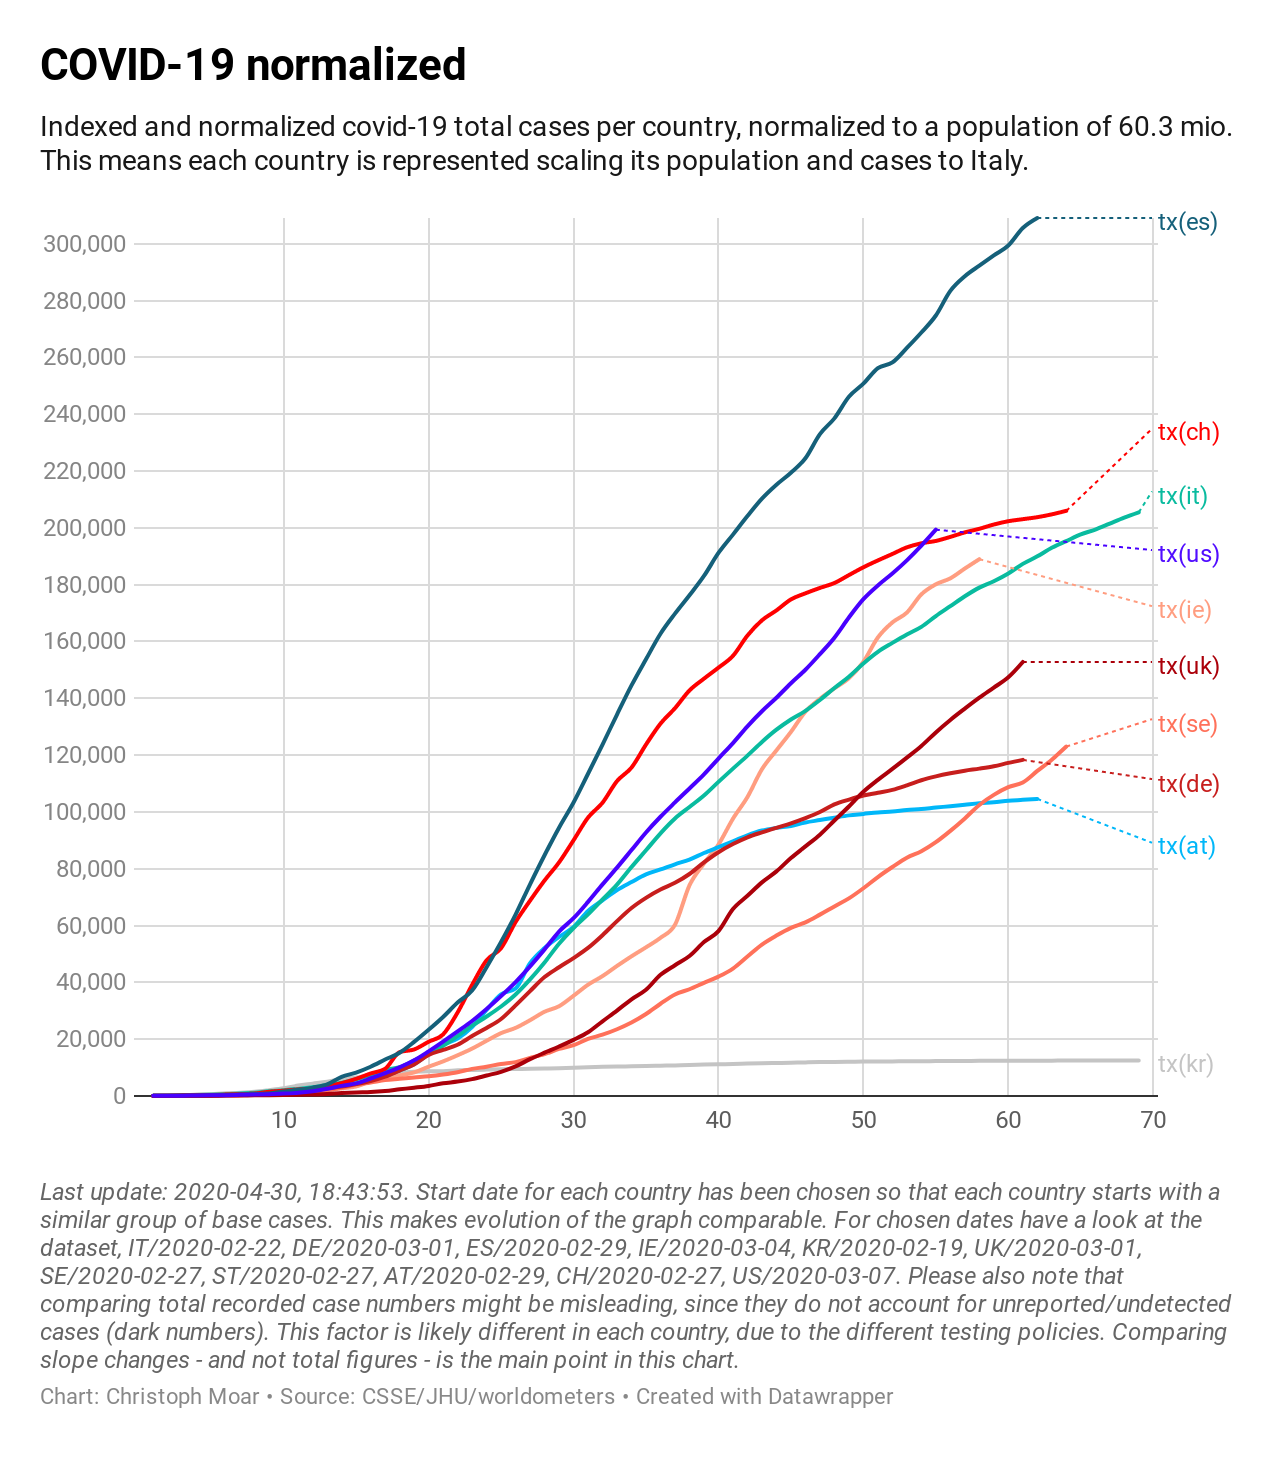 COVID-19 normalized
Indexed and normalized covid-19 total cases per country, normalized to a population of 60.3 mio.
This means each country is represented scaling its population and cases to Italy.
300,000
280,000
260,000
240,000
220,000
200,000
180,000
160,000
140,000
120,000
100,000
80,000
60,000
40,000
20,000
0
tx(es)
tx(ch)
tx(it)
tx(us)
tx(ie)
tx(uk)
tx(se)
tx(de)
tx(at)
tx(kr)
10 20 30 40 50 60 70
Last update: 2020-04-30, 18:43:53. Start date for each country has been chosen so that each country starts with a
similar group of base cases. This makes evolution of the graph comparable. For chosen dates have a look at the
dataset, IT/2020-02-22, DE/2020-03-01, ES/2020-02-29, IE/2020-03-04, KR/2020-02-19, UK/2020-03-01,
SE/2020-02-27, ST/2020-02-27, AT/2020-02-29, CH/2020-02-27, US/2020-03-07. Please also note that
comparing total recorded case numbers might be misleading, since they do not account for unreported/undetected
cases (dark numbers). This factor is likely different in each country, due to the different testing policies. Comparing
slope changes - and not total figures - is the main point in this chart.
Chart: Christoph Moar • Source: CSSE/JHU/worldometers • Created with Datawrapper